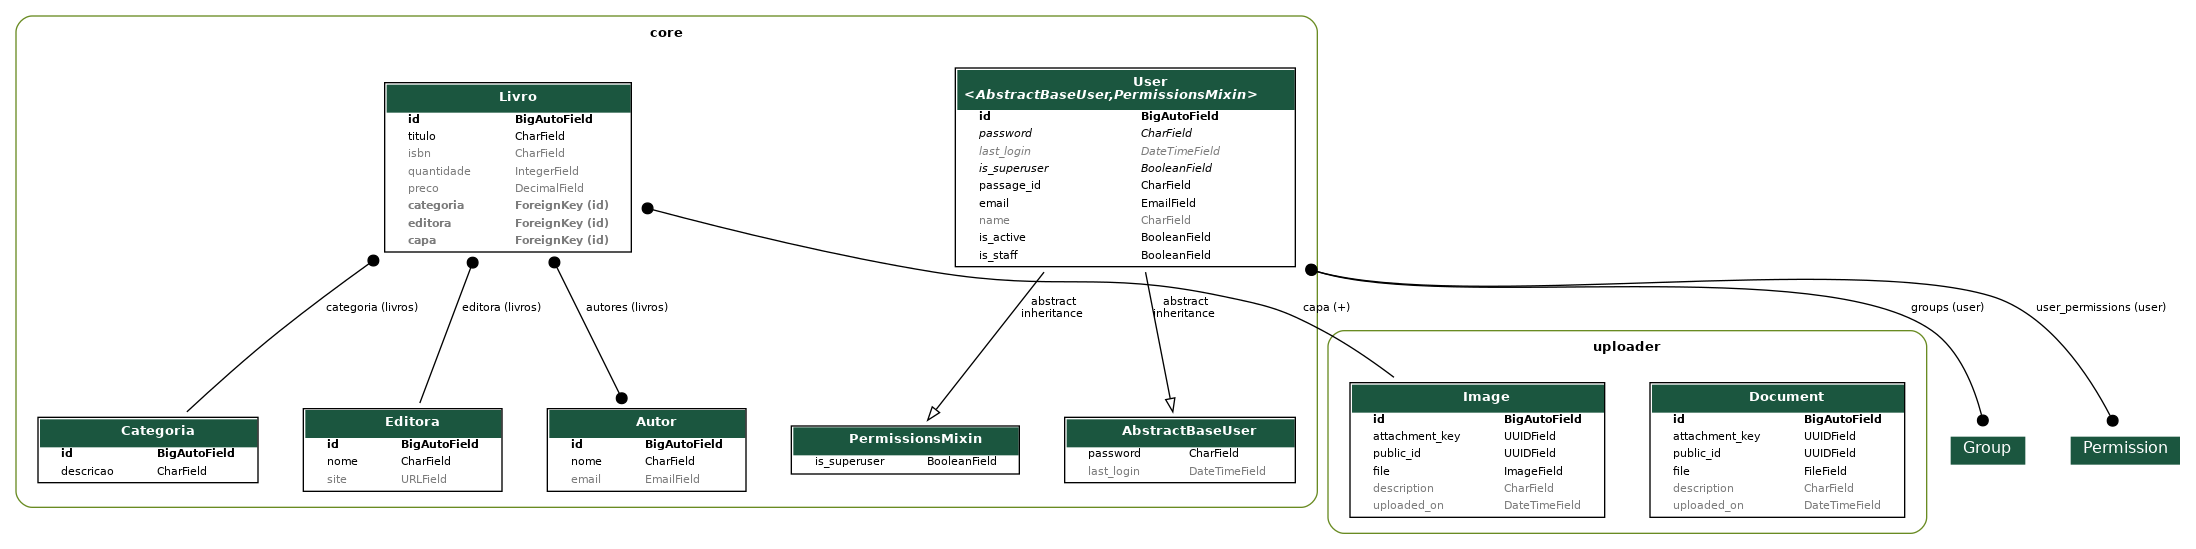 core
Livro
id BigAutoField
titulo CharField
isbn CharField
quantidade IntegerField
preco DecimalField
categoria ForeignKey (id)
editora ForeignKey (id)
capa ForeignKey (id)
User
<AbstractBaseUser,PermissionsMixin>
id BigAutoField
password CharField
last_login DateTimeField
is_superuser BooleanField
passage_id CharField
email EmailField
name CharField
is_active BooleanField
is_staff BooleanField
categoria (livros)
editora (livros)
autores (livros)
abstract
inheritance
abstract
inheritance
capa (+)
groups (user)
user_permissions (user)
Categoria
id BigAutoField
descricao CharField
Editora
id BigAutoField
nome CharField
site URLField
Autor
id BigAutoField
nome CharField
email EmailField
PermissionsMixin
is_superuser BooleanField
AbstractBaseUser
password CharField
last_login DateTimeField
uploader
Image
id BigAutoField
attachment_key UUIDField
public_id UUIDField
file ImageField
description CharField
uploaded_on DateTimeField
Document
id BigAutoField
attachment_key UUIDField
public_id UUIDField
file FileField
description CharField
uploaded_on DateTimeField
Group
Permission